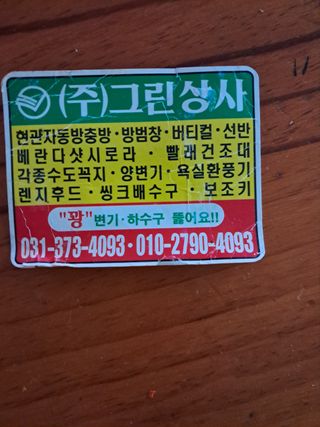 (주)그린상사
현관자동방충방·방범창·버티컬·선반
베란다샷시로라·빨래건조대
각종수도꼭지·양변기·욕실환풍기
렌지후드·씽크배수구·보조키
"꽝" 변기·하수구 뚫어요!!
031-373-4093·010-2790-4093